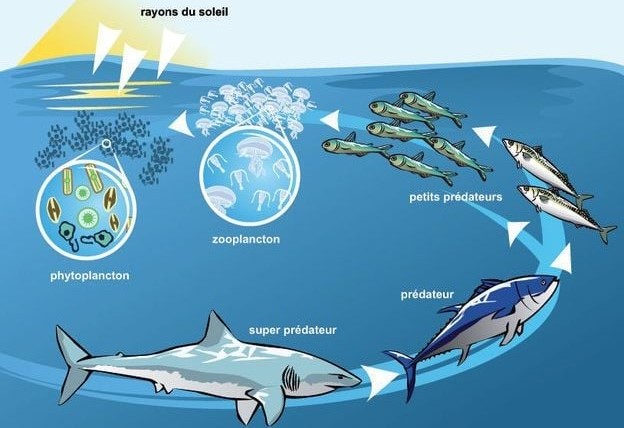 rayons du soleil
petits prédateurs
zooplancton
phytoplancton
prédateur
super prédateur